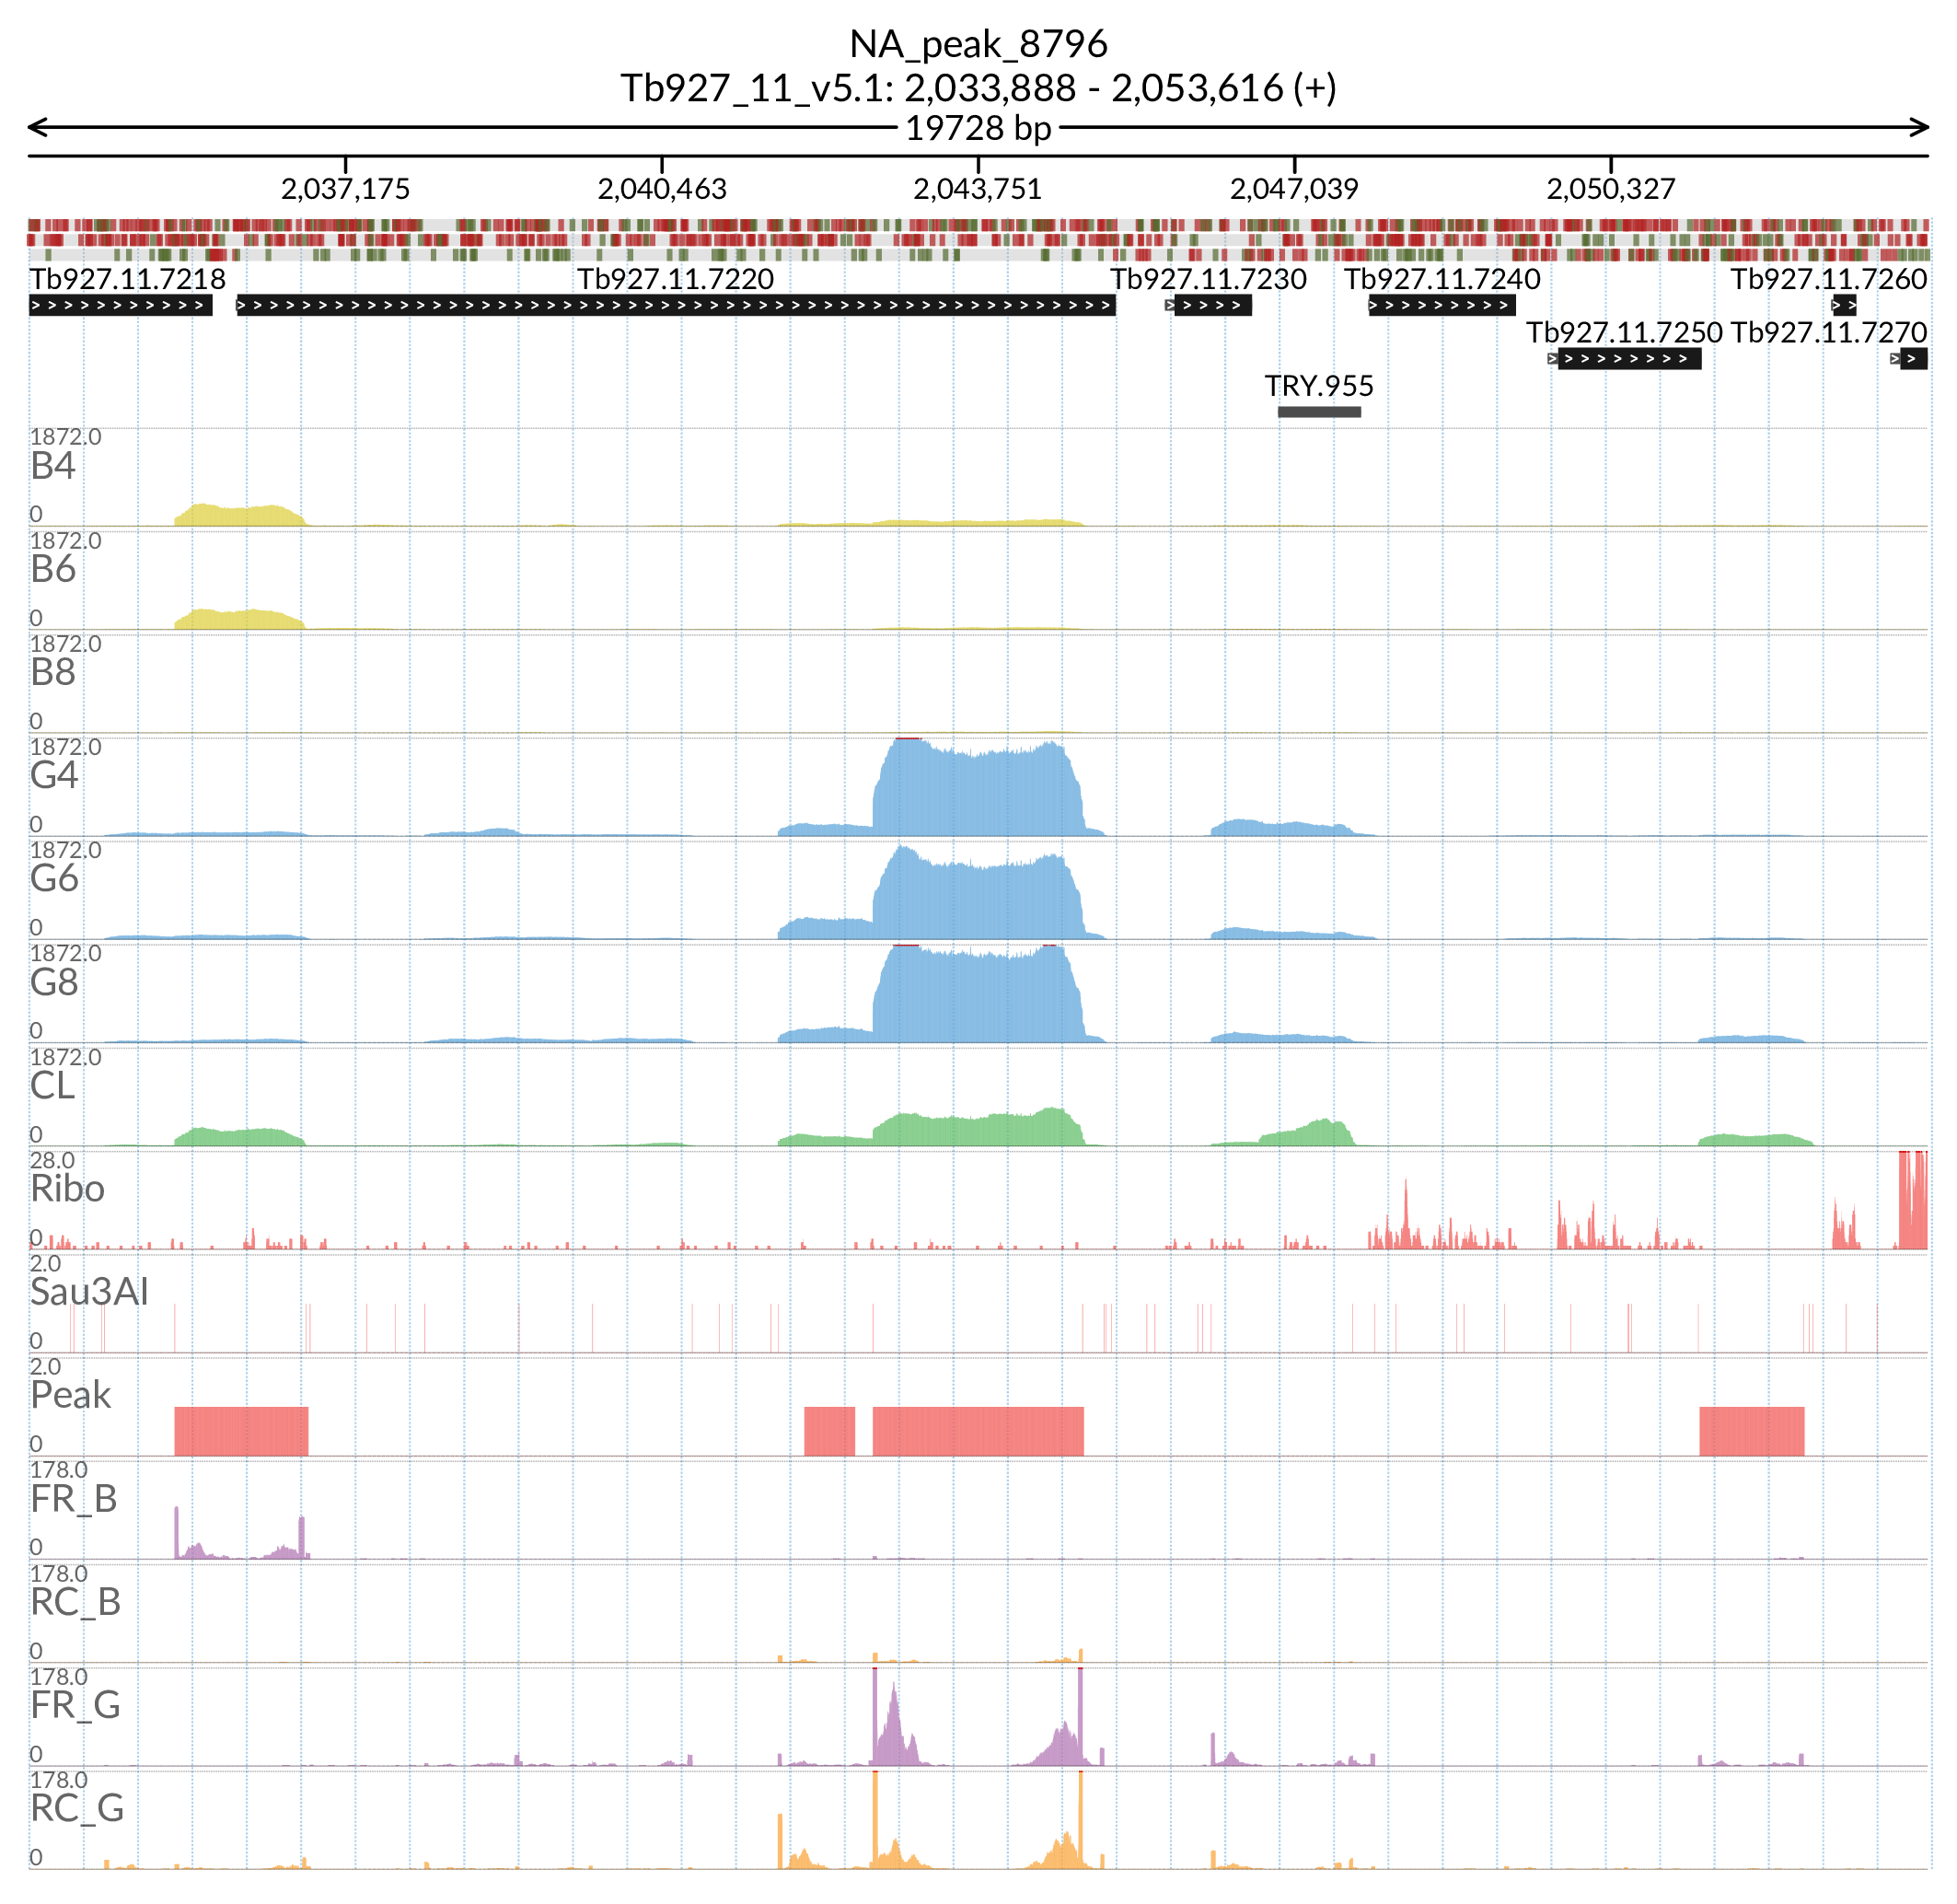 NA_peak_8796
Tb927_11_v5.1: 2,033,888 - 2,053,616 (+)
19728 bp
2,037,175 2,040,463 2,043,751 2,047,039 2,050,327
Tb927.11.7218 Tb927.11.7220 Tb927.11.7230 Tb927.11.7240 Tb927.11.7260
Tb927.11.7250 Tb927.11.7270
TRY.955
1872.0
B4
0
1872.0
B6
0
1872.0
B8
0
1872.0
G4
0
1872.0
G6
0
1872.0
G8
0
1872.0
CL
0
28.0
Ribo
0
2.0
Sau3AI
0
2.0
Peak
0
178.0
FR_B
0
178.0
RC_B
0
178.0
FR_G
0
178.0
RC_G
0